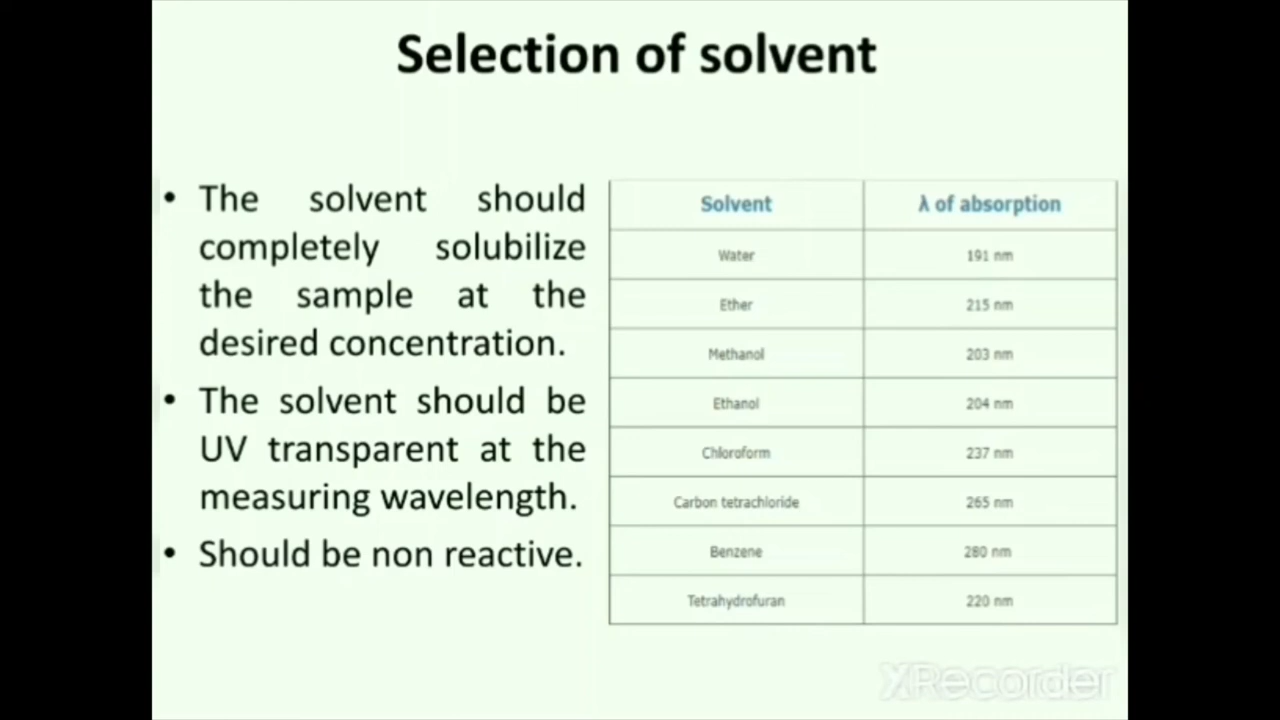 Selection of solvent
• The solvent should
completely solubilize
the sample at the
desired concentration.
• The solvent should be
UV transparent at the
measuring wavelength.
• Should be non reactive.
Solvent λ of absorption
Water 191 nm
Ether 215 nm
Methanol 203 nm
Ethanol 204 nm
Chloroform 237 nm
Carbon tetrachloride 265 nm
Benzene 280 nm
Tetrahydrofuran 220 nm
XRecorder